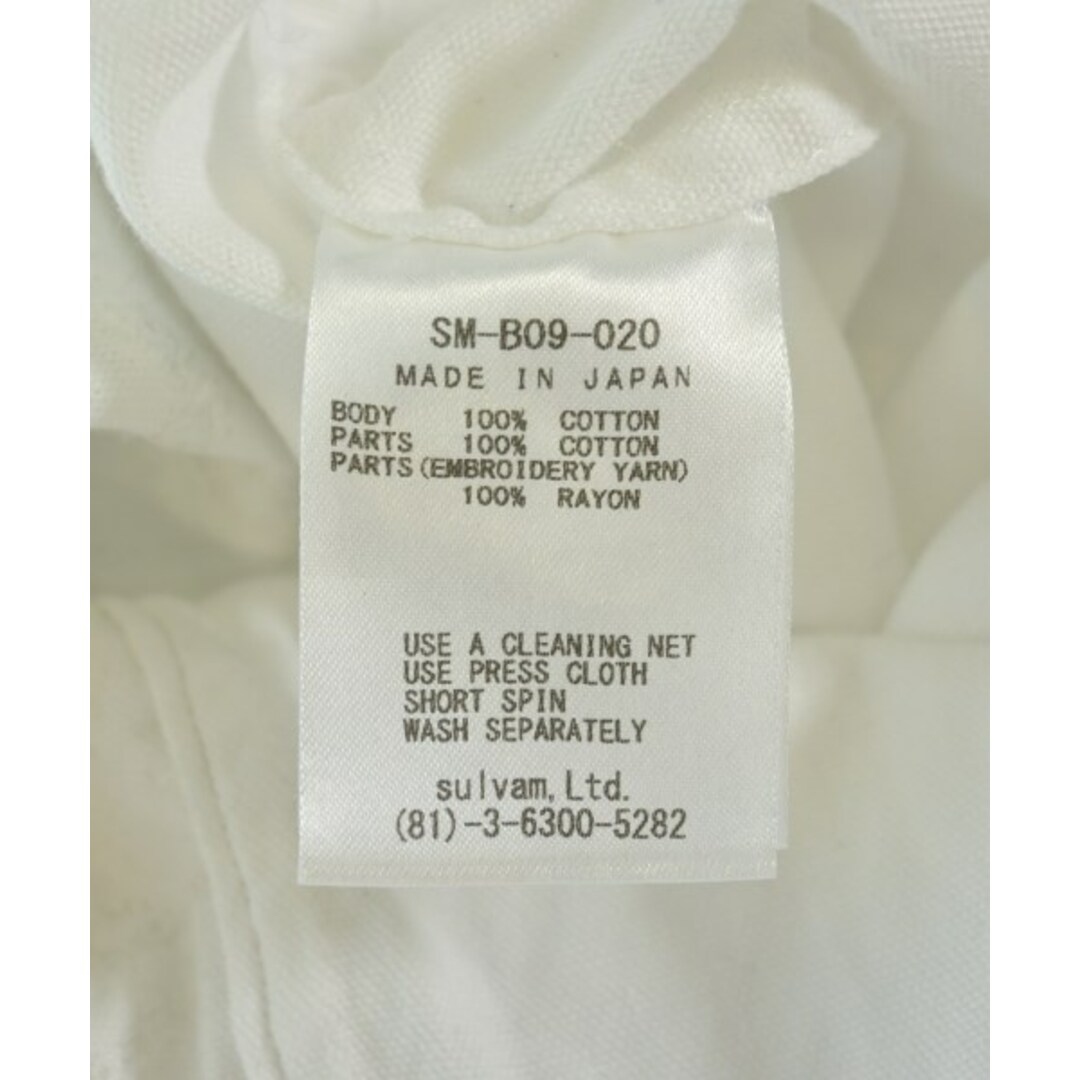 SM-B09-020
MADE IN JAPAN
BODY 100% COTTON
PARTS 100% COTTON
PARTS(EMBROIDERY YARN)
100% RAYON
USE A CLEANING NET
USE PRESS CLOTH
SHORT SPIN
WASH SEPARATELY
sulvam,Ltd.
(81)-3-6300-5282